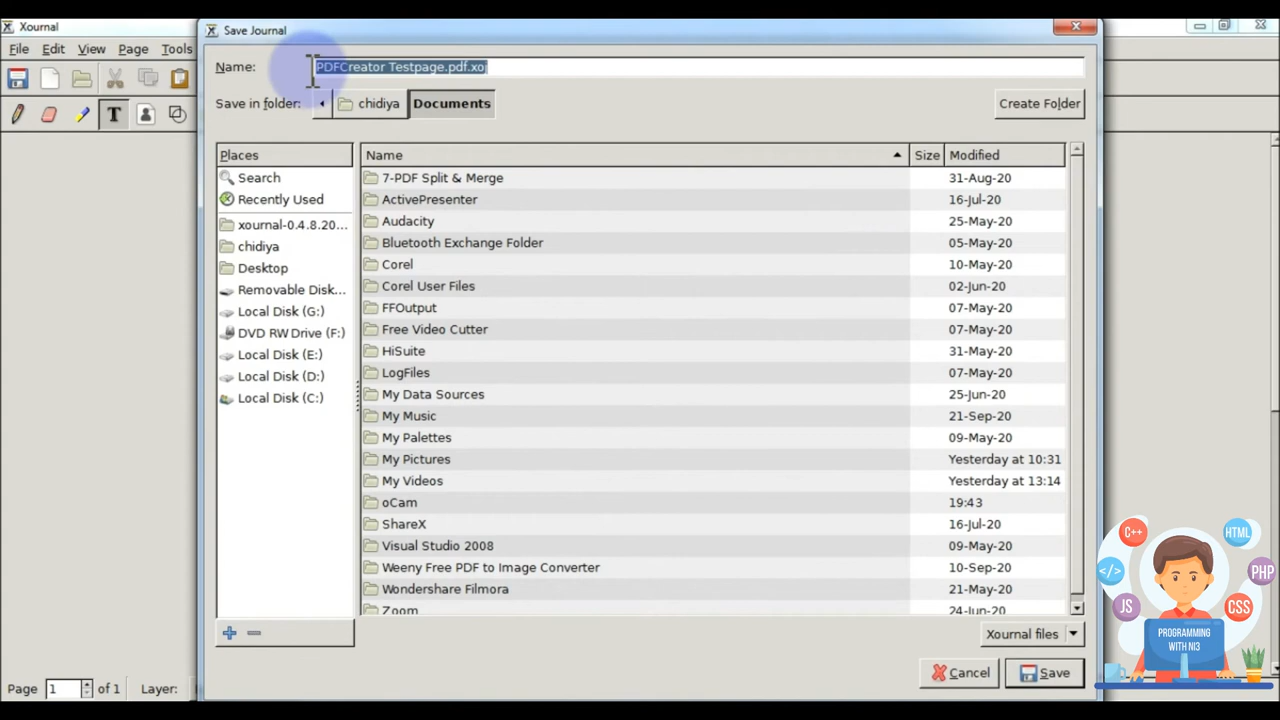 Xournal
Save Journal
File Edit View Page Tools
Name: PDFCreator Testpage.pdf.xoj
Save in folder: chidiya Documents Create Folder
Places
Search
Recently Used
xournal-0.4.8.20...
chidiya
Desktop
Removable Disk...
Local Disk (G:)
DVD RW Drive (F:)
Local Disk (E:)
Local Disk (D:)
Local Disk (C:)
Name Size Modified
7-PDF Split & Merge 31-Aug-20
ActivePresenter 16-Jul-20
Audacity 25-May-20
Bluetooth Exchange Folder 05-May-20
Corel 10-May-20
Corel User Files 02-Jun-20
FFOutput 07-May-20
Free Video Cutter 07-May-20
HiSuite 31-May-20
LogFiles 07-May-20
My Data Sources 25-Jun-20
My Music 21-Sep-20
My Palettes 09-May-20
My Pictures Yesterday at 10:31
My Videos Yesterday at 13:14
oCam 19:43
ShareX 16-Jul-20
Visual Studio 2008 09-May-20
Weeny Free PDF to Image Converter 10-Sep-20
Wondershare Filmora 21-May-20
Zoom 24-Jun-20
Xournal files
Cancel Save
Page 1 of 1 Layer:
C++
HTML
</>
PHP
JS
CSS
PROGRAMMING
WITH NI3